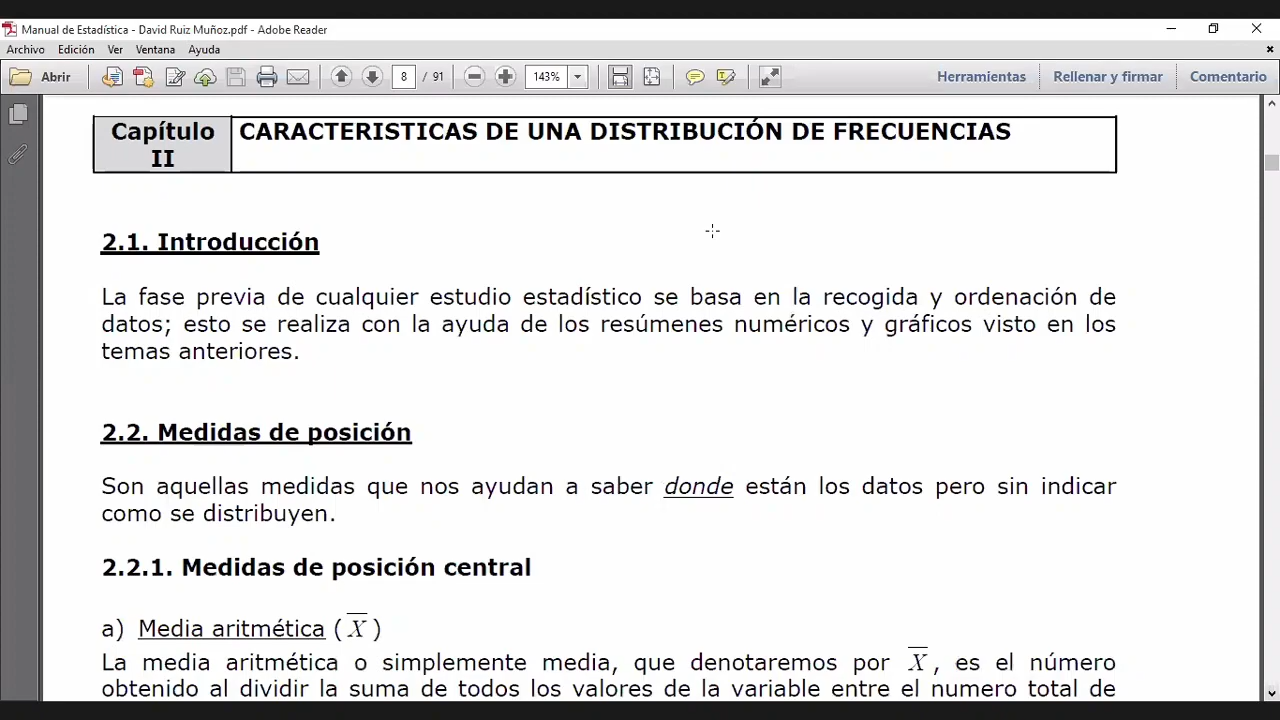 Manual de Estadística - David Ruiz Muñoz.pdf - Adobe Reader
Archivo Edición Ver Ventana Ayuda
Abrir 8 / 91 143% Herramientas Rellenar y firmar Comentario
Capítulo II
CARACTERISTICAS DE UNA DISTRIBUCIÓN DE FRECUENCIAS
2.1. Introducción
La fase previa de cualquier estudio estadístico se basa en la recogida y ordenación de
datos; esto se realiza con la ayuda de los resúmenes numéricos y gráficos visto en los
temas anteriores.
2.2. Medidas de posición
Son aquellas medidas que nos ayudan a saber donde están los datos pero sin indicar
como se distribuyen.
2.2.1. Medidas de posición central
a) Media aritmética ( X̅ )
La media aritmética o simplemente media, que denotaremos por X̅, es el número
obtenido al dividir la suma de todos los valores de la variable entre el numero total de